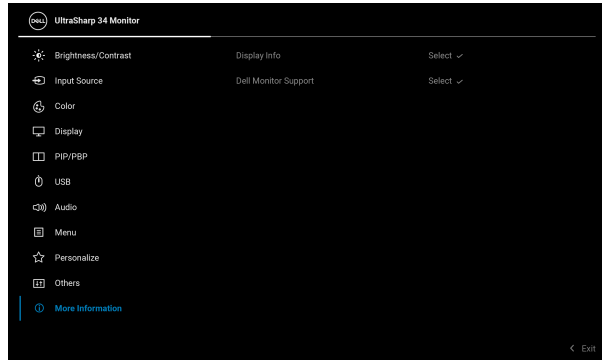 DELL UltraSharp 34 Monitor
Brightness/Contrast Display Info Select
Input Source Dell Monitor Support Select
Color
Display
PIP/PBP
USB
Audio
Menu
Personalize
Others
More Information
Exit